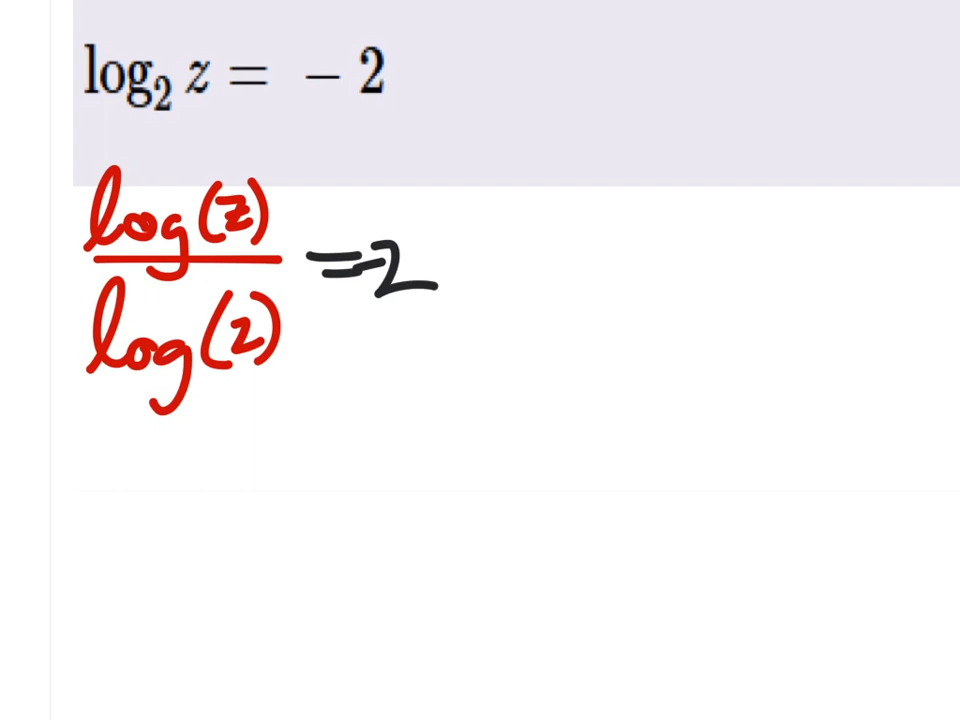 log₂ z = − 2
log(z)
= -2
log(2)